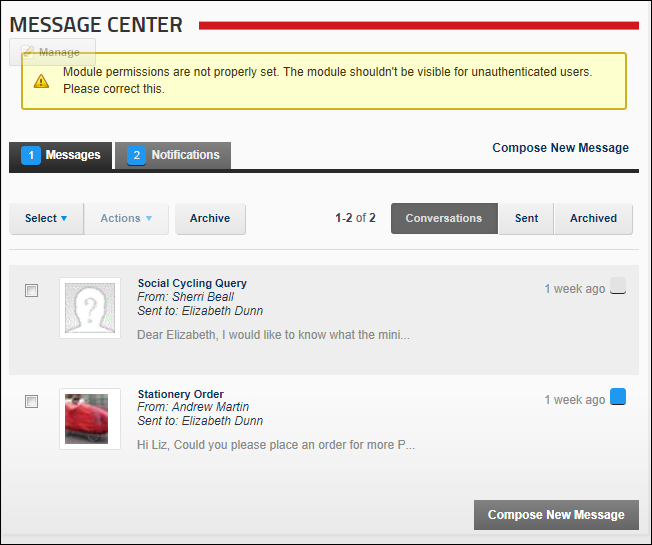 MESSAGE CENTER
Manage
Module permissions are not properly set. The module shouldn't be visible for unauthenticated users.
Please correct this.
1 Messages 2 Notifications Compose New Message
Select Actions Archive 1-2 of 2 Conversations Sent Archived
Social Cycling Query
From: Sherri Beall 1 week ago
Sent to: Elizabeth Dunn
Dear Elizabeth, I would like to know what the mini...
Stationery Order
From: Andrew Martin 1 week ago
Sent to: Elizabeth Dunn
Hi Liz, Could you please place an order for more P...
Compose New Message